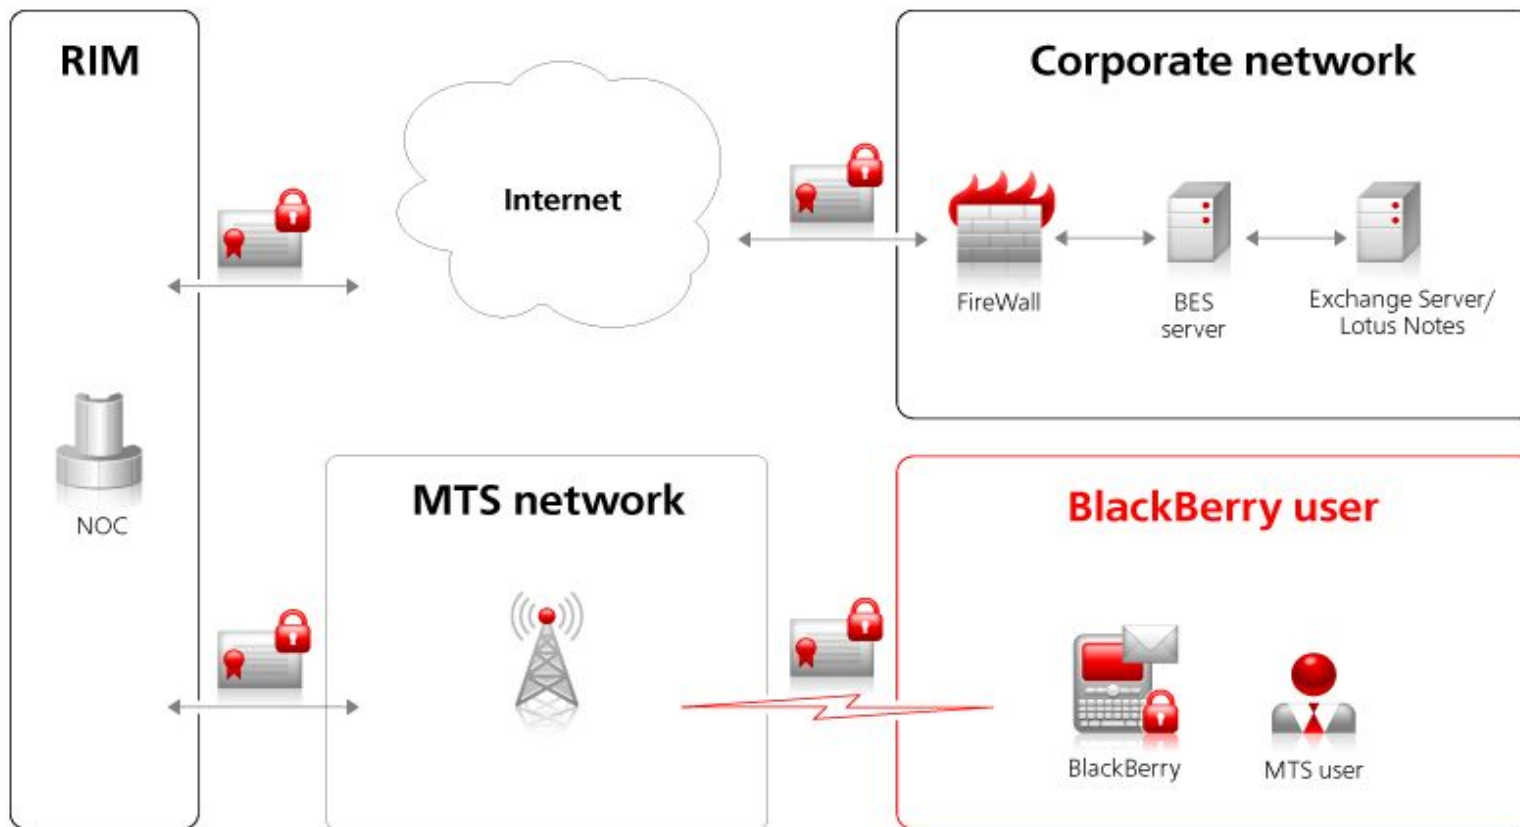 RIM
Corporate network
Internet
FireWall
BES
server
Exchange Server/
Lotus Notes
NOC
MTS network
BlackBerry user
BlackBerry
MTS user